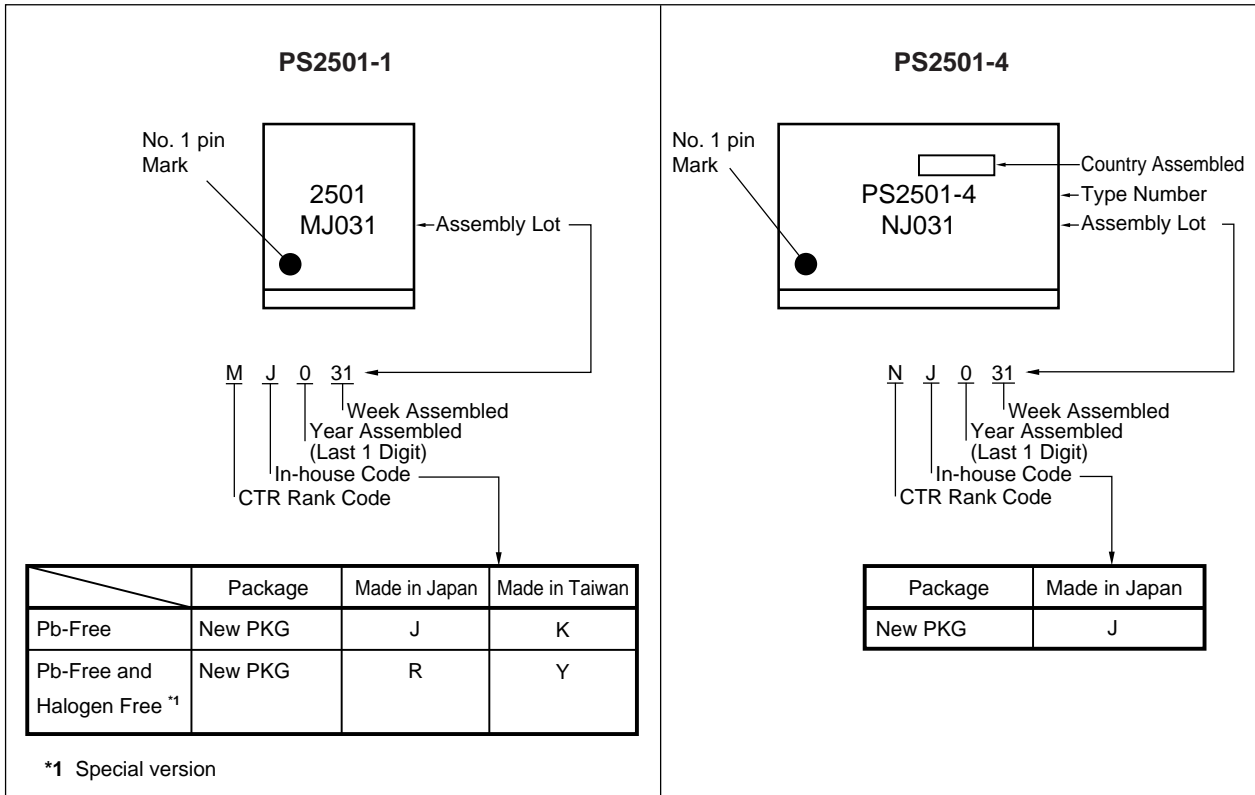 PS2501-1
No. 1 pin
Mark
2501
MJ031
Assembly Lot
M J 0 31
Week Assembled
Year Assembled
(Last 1 Digit)
In-house Code
CTR Rank Code
Package Made in Japan Made in Taiwan
Pb-Free New PKG J K
Pb-Free and New PKG R Y
Halogen Free *1
*1 Special version
PS2501-4
No. 1 pin
Mark
Country Assembled
PS2501-4
Type Number
NJ031
Assembly Lot
N J 0 31
Week Assembled
Year Assembled
(Last 1 Digit)
In-house Code
CTR Rank Code
Package Made in Japan
New PKG J